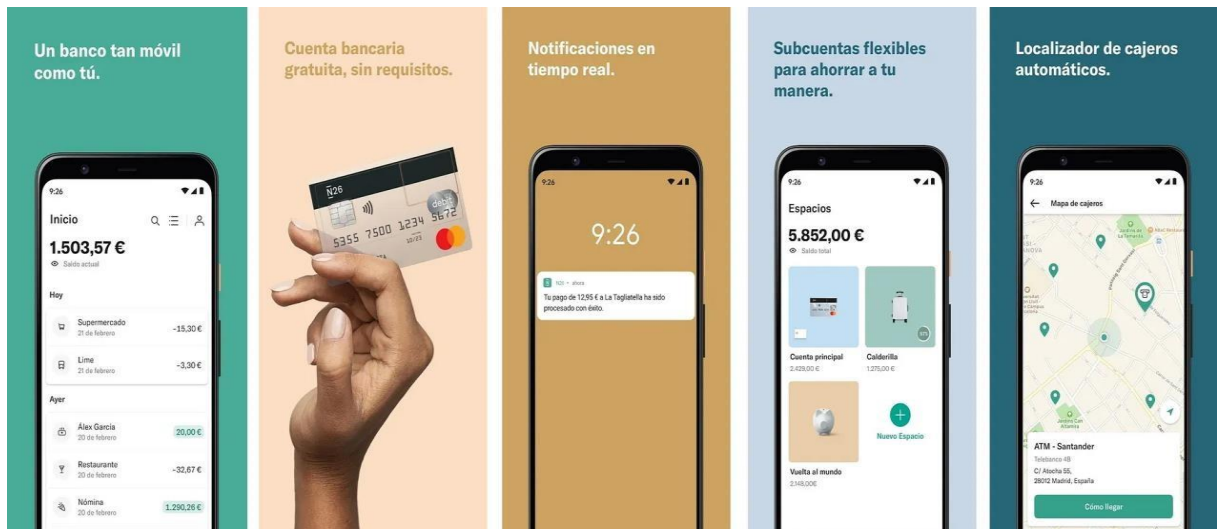 Un banco tan móvil
como tú.
9:26
Inicio
1.503,57 €
Saldo actual
Hoy
Supermercado
21 de febrero
-15,30 €
Lime
21 de febrero
-3,30 €
Ayer
Álex García
20 de febrero
20,00 €
Restaurante
20 de febrero
-32,67 €
Nómina
20 de febrero
1.290,26 €
Cuenta bancaria
gratuita, sin requisitos.
N26
debit
5355 7500 1234 5672
10/23
Notificaciones en
tiempo real.
9:26
9:26
N26 • ahora
Tu pago de 12,95 € a La Tagliatella ha sido
procesado con éxito.
Subcuentas flexibles
para ahorrar a tu
manera.
9:26
Espacios
5.852,00 €
Saldo total
Cuenta principal
2.429,00 €
Calderilla
1.275,00 €
Vuelta al mundo
2.148,00€
Nuevo Espacio
Localizador de cajeros
automáticos.
9:26
Mapa de cajeros
ATM - Santander
Telebanco 4B
C/ Atocha 55,
28012 Madrid, España
Cómo llegar